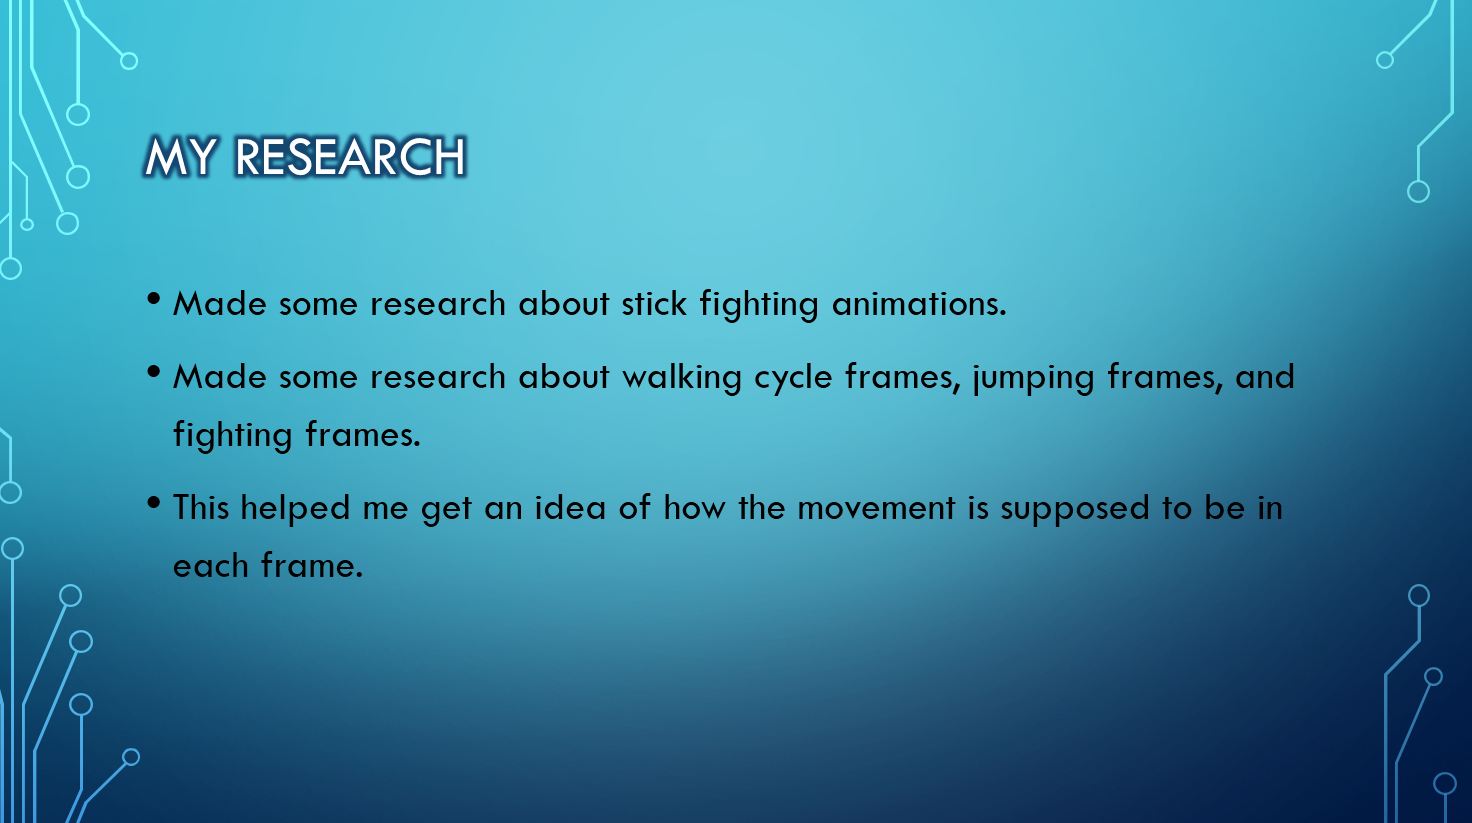 MY RESEARCH
• Made some research about stick fighting animations.
• Made some research about walking cycle frames, jumping frames, and
fighting frames.
• This helped me get an idea of how the movement is supposed to be in
each frame.